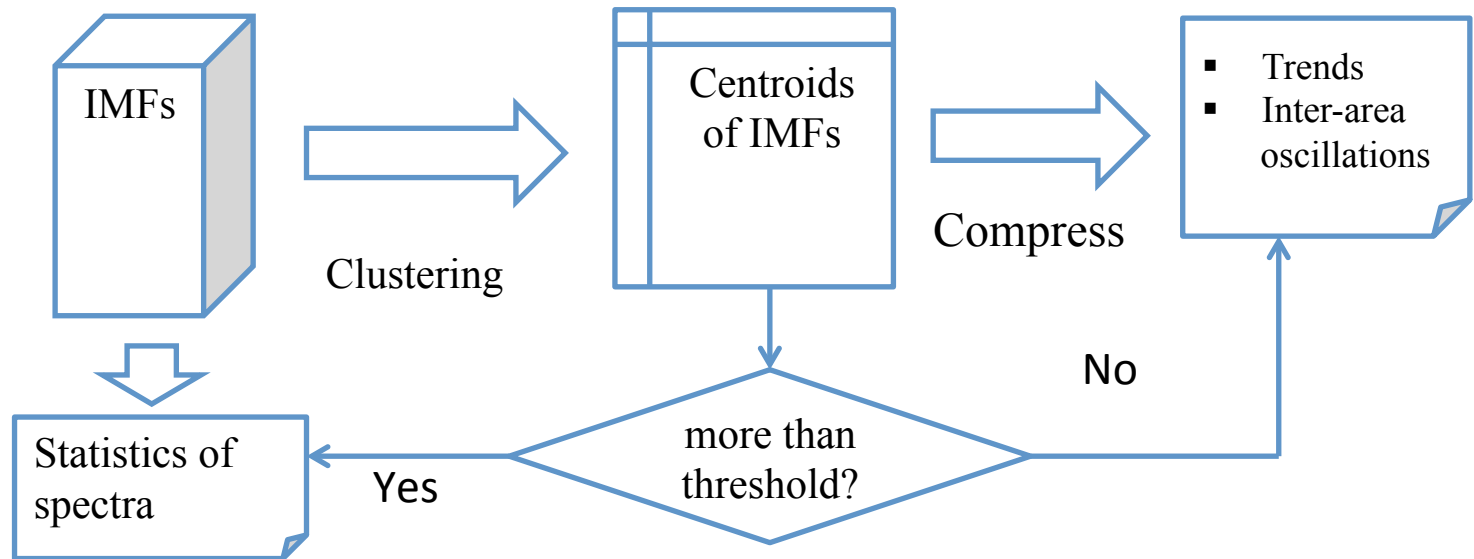 IMFs
Clustering
Centroids
of IMFs
Compress
▪ Trends
▪ Inter-area
oscillations
more than
threshold?
Yes
No
Statistics of
spectra